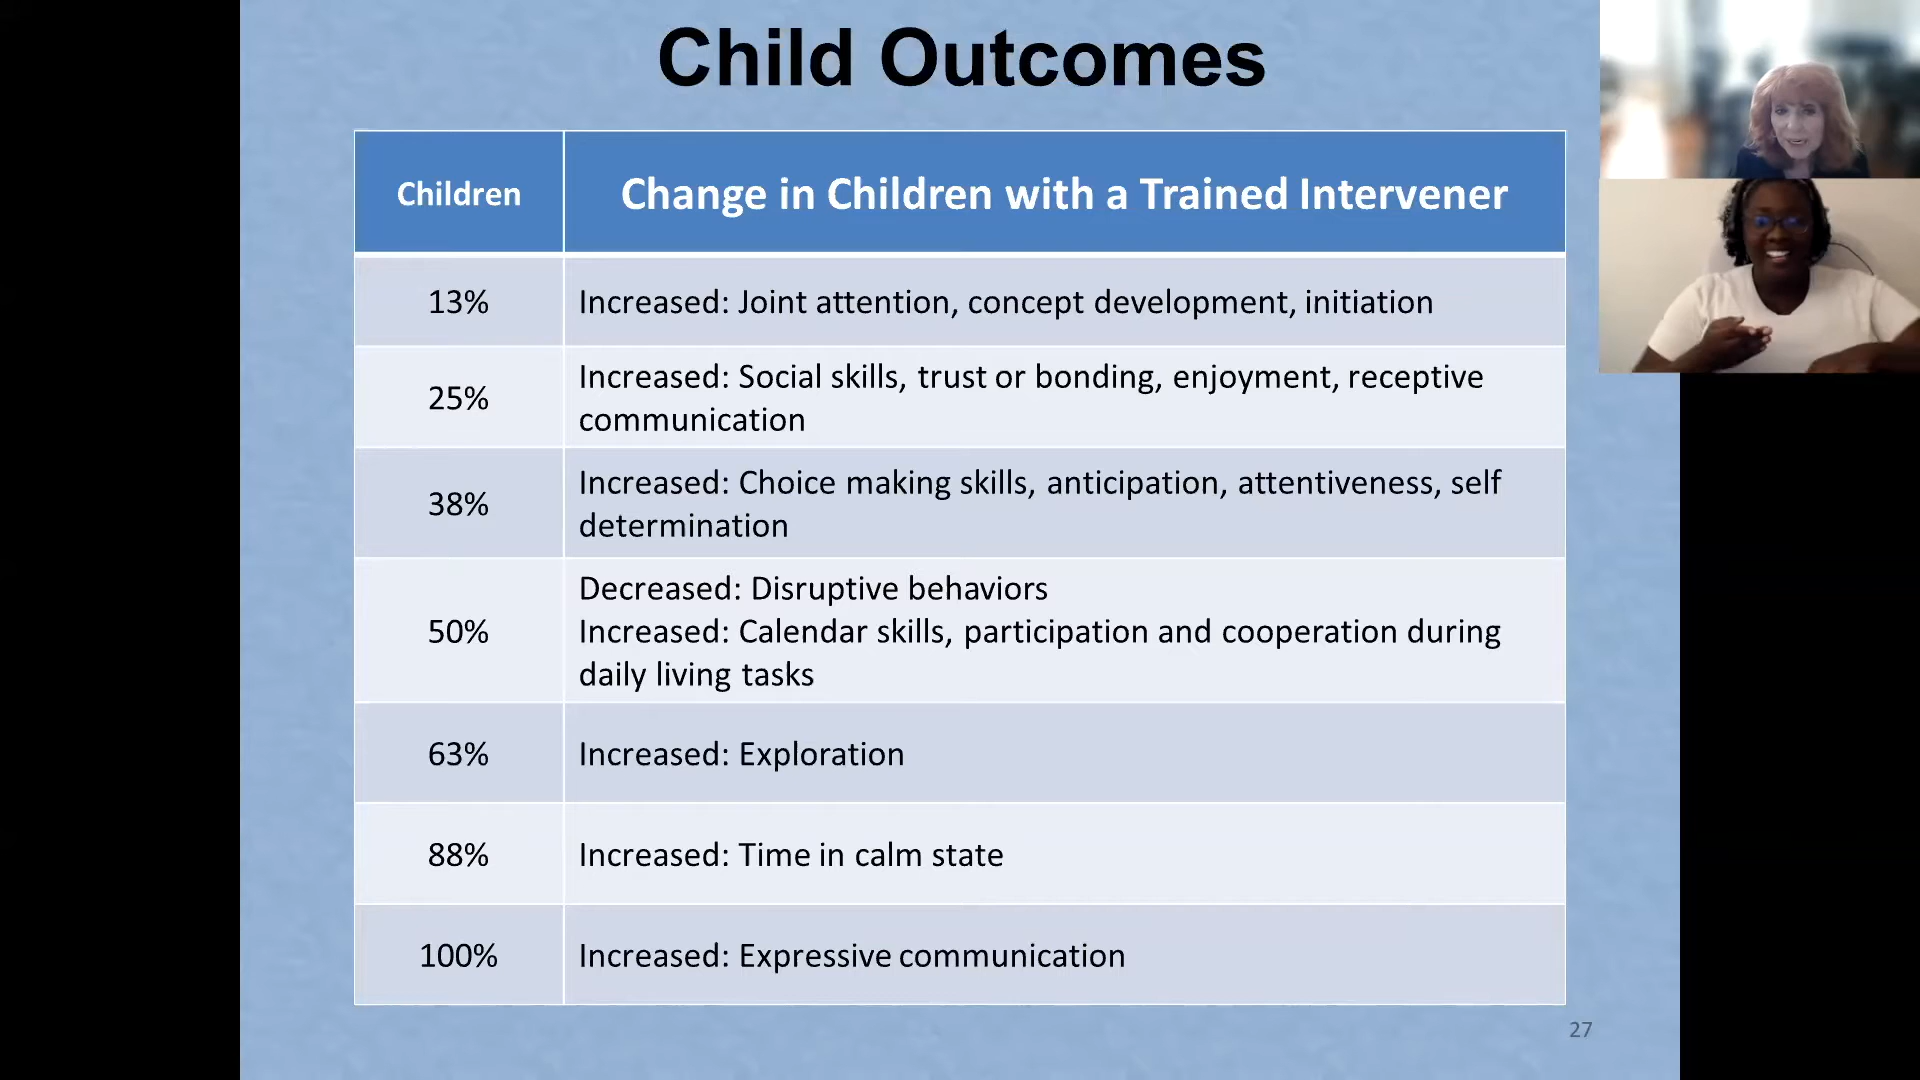 Child Outcomes
Children
Change in Children with a Trained Intervener
13%
Increased: Joint attention, concept development, initiation
25%
Increased: Social skills, trust or bonding, enjoyment, receptive
communication
38%
Increased: Choice making skills, anticipation, attentiveness, self
determination
50%
Decreased: Disruptive behaviors
Increased: Calendar skills, participation and cooperation during
daily living tasks
63%
Increased: Exploration
88%
Increased: Time in calm state
100%
Increased: Expressive communication
27